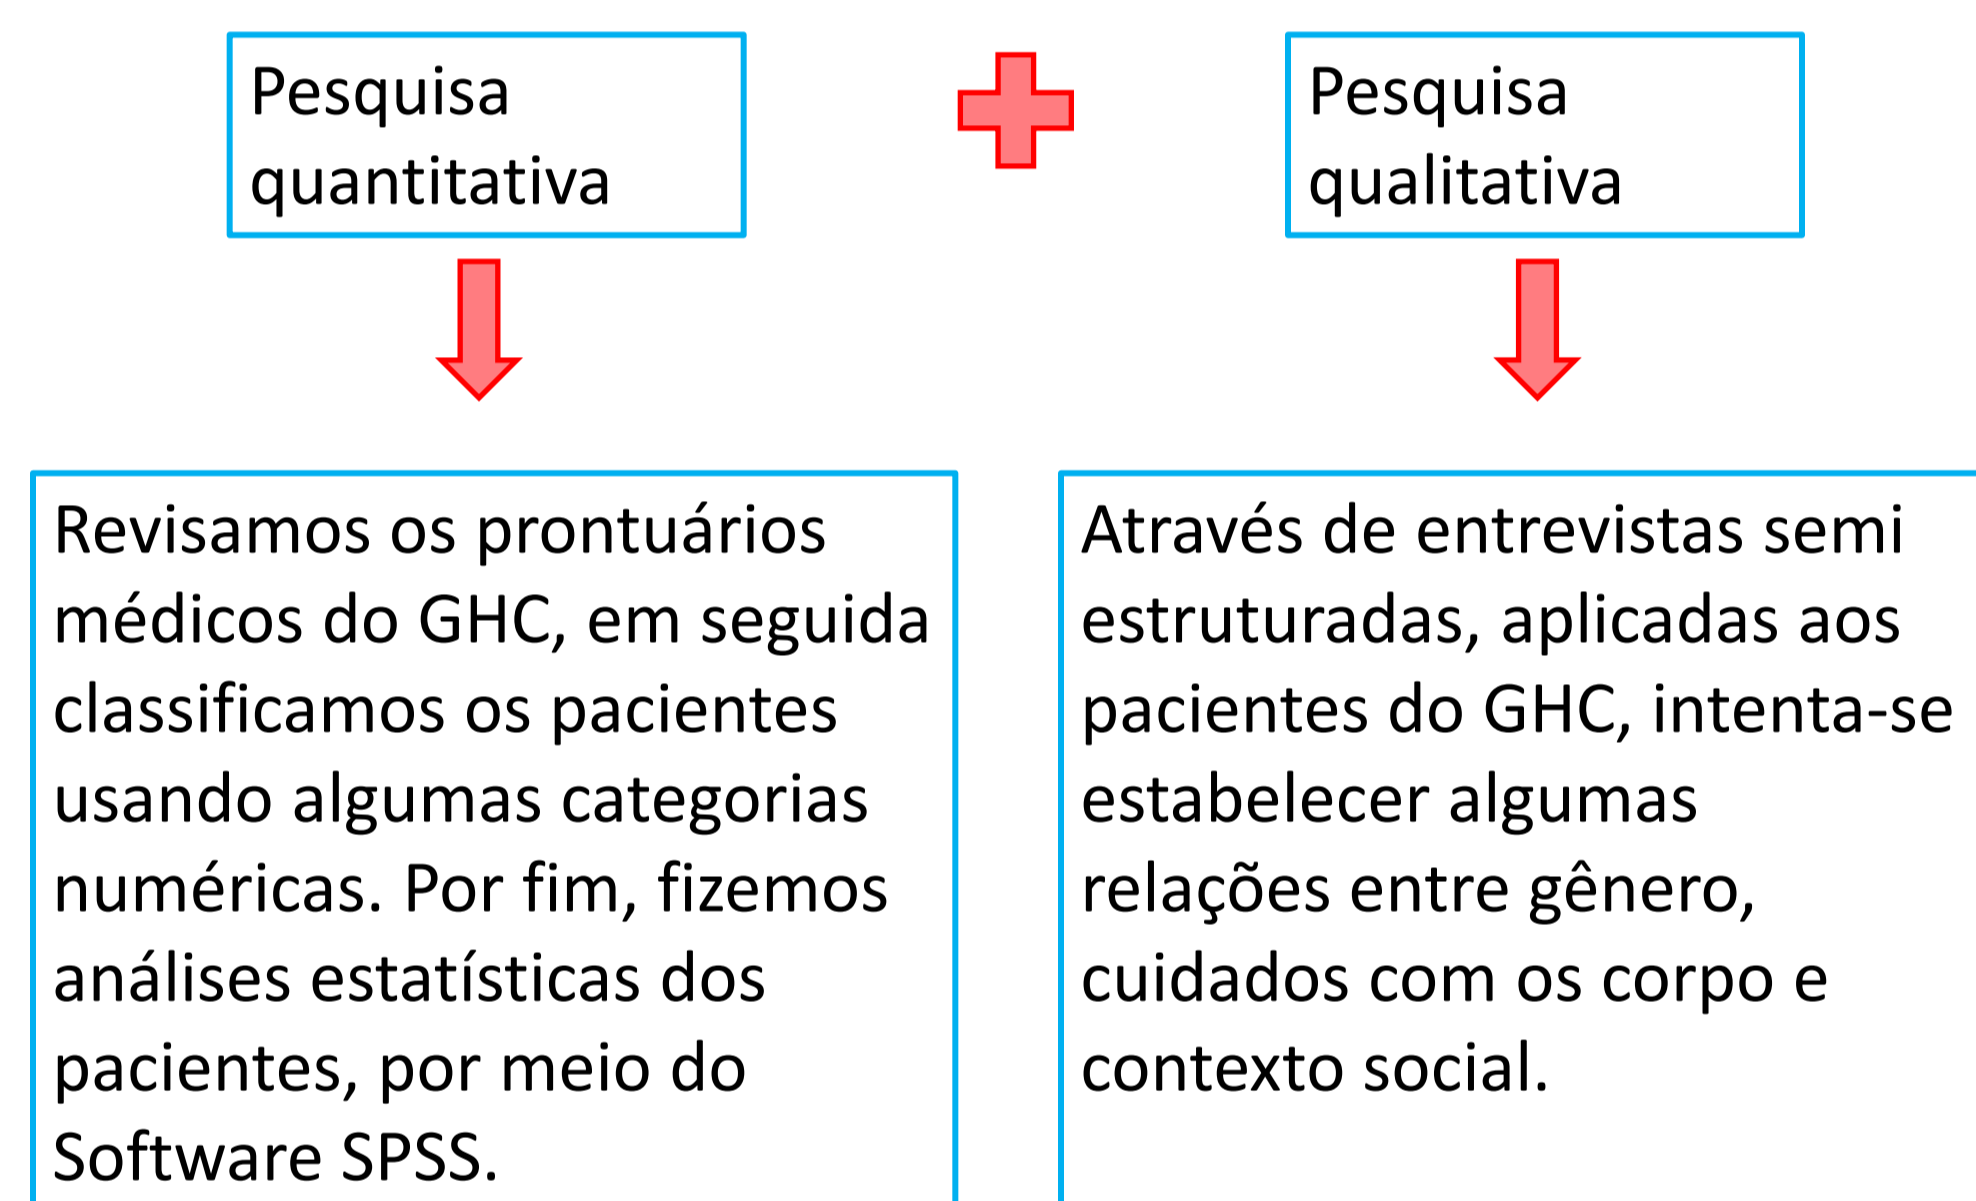 Pesquisa
quantitativa
Pesquisa
qualitativa
Revisamos os prontuários
médicos do GHC, em seguida
classificamos os pacientes
usando algumas categorias
numéricas. Por fim, fizemos
análises estatísticas dos
pacientes, por meio do
Software SPSS.
Através de entrevistas semi
estruturadas, aplicadas aos
pacientes do GHC, intenta-se
estabelecer algumas
relações entre gênero,
cuidados com os corpo e
contexto social.